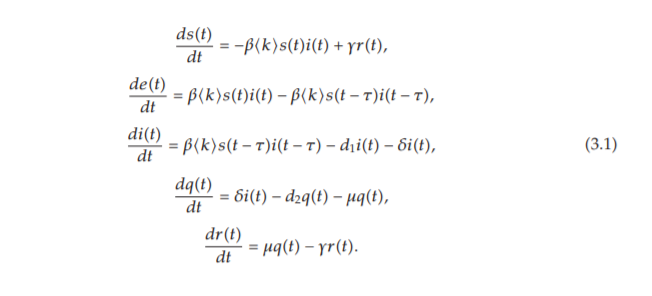 ds(t)/dt = −β⟨k⟩s(t)i(t) + γr(t),
de(t)/dt = β⟨k⟩s(t)i(t) − β⟨k⟩s(t − τ)i(t − τ),
di(t)/dt = β⟨k⟩s(t − τ)i(t − τ) − d₁i(t) − δi(t), (3.1)
dq(t)/dt = δi(t) − d₂q(t) − μq(t),
dr(t)/dt = μq(t) − γr(t).